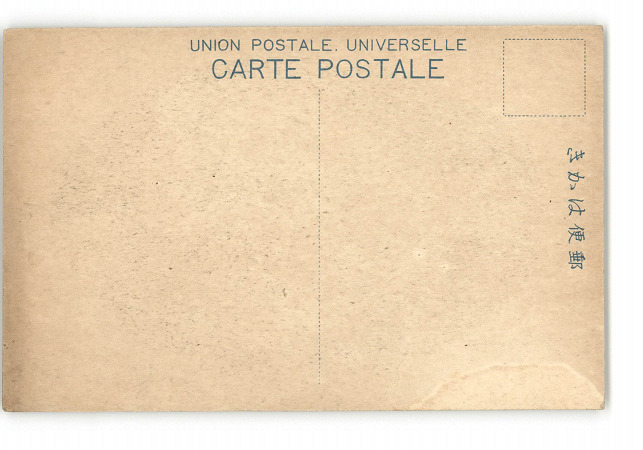 UNION POSTALE. UNIVERSELLE
CARTE POSTALE
きかは便郵